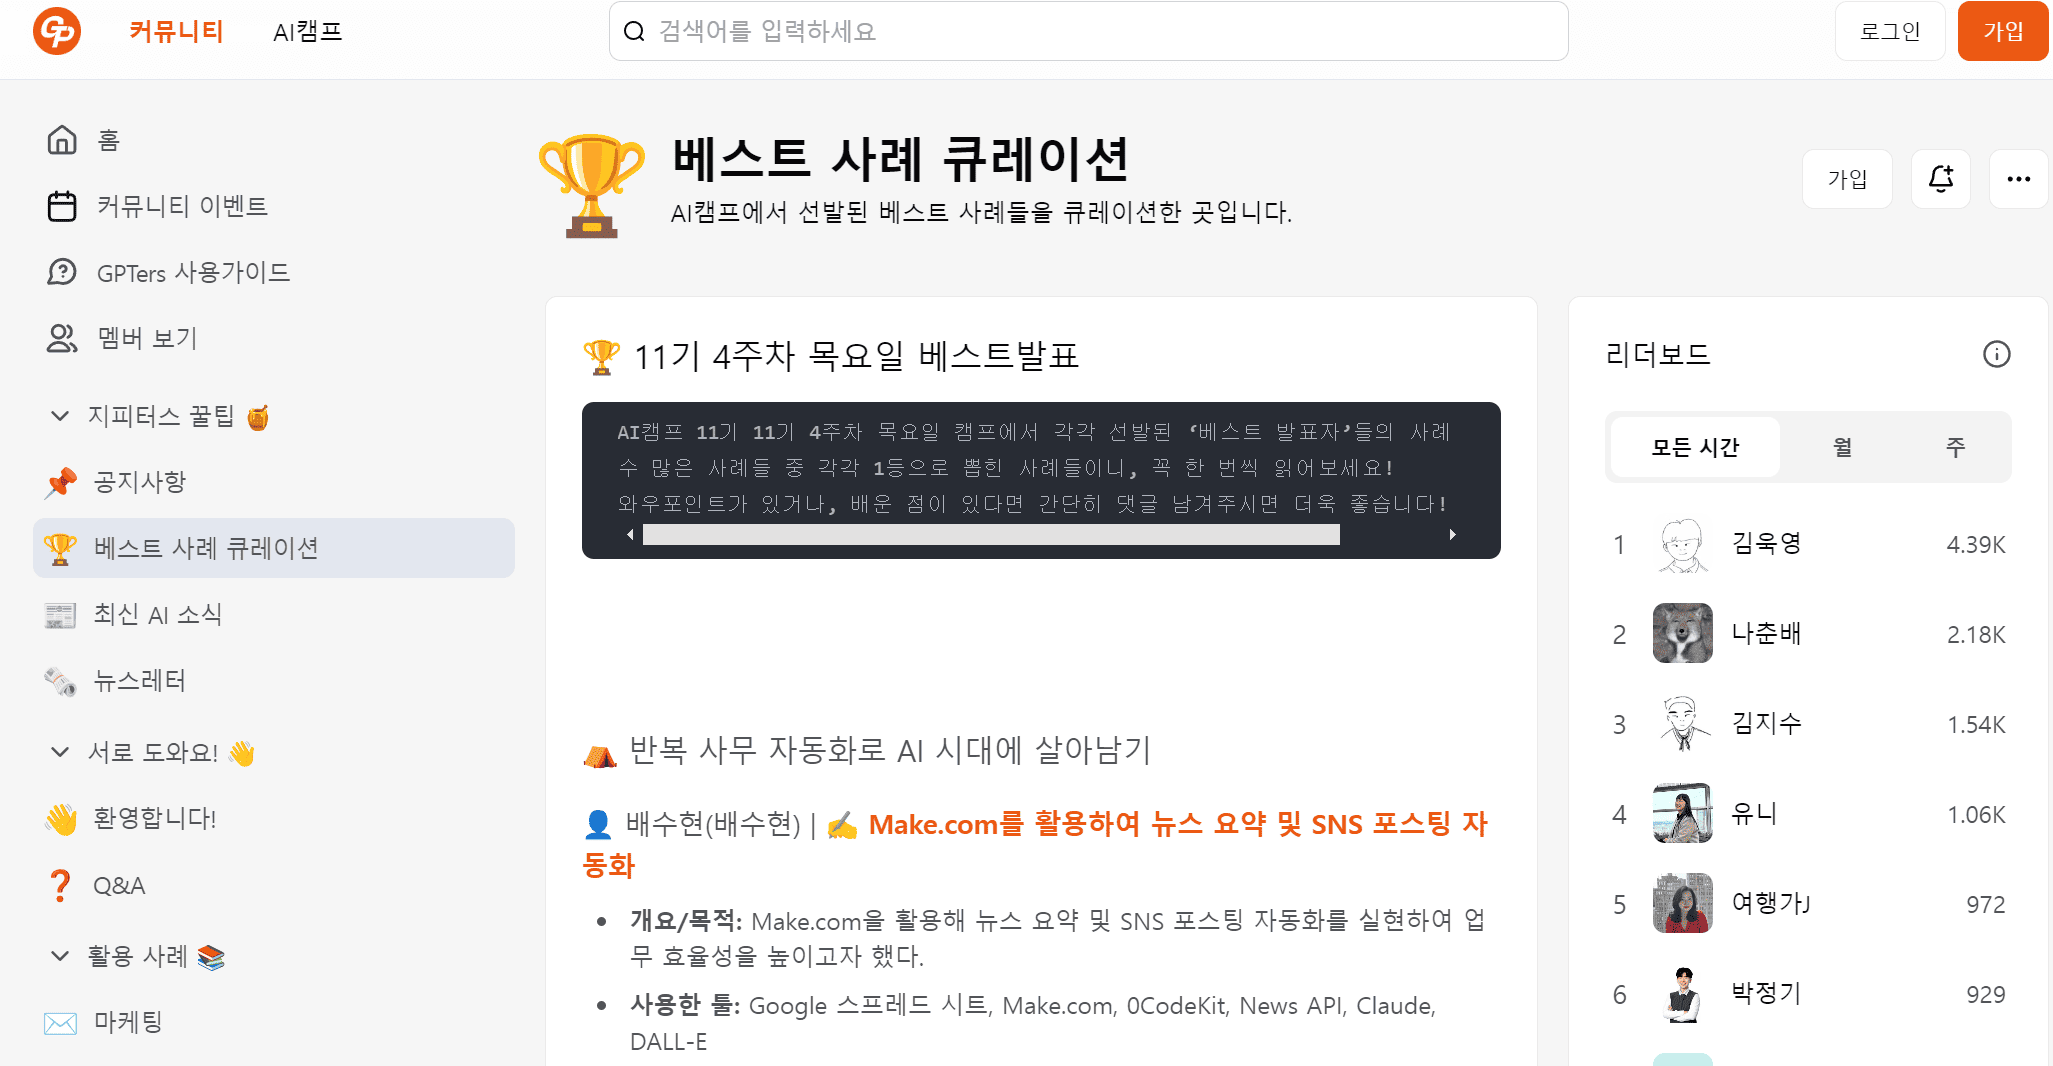 GP 커뮤니티 AI캠프 검색어를 입력하세요 로그인 가입
홈
커뮤니티 이벤트
GPTers 사용가이드
멤버 보기
지피터스 꿀팁
공지사항
베스트 사례 큐레이션
최신 AI 소식
뉴스레터
서로 도와요!
환영합니다!
Q&A
활용 사례
마케팅
베스트 사례 큐레이션
AI캠프에서 선발된 베스트 사례들을 큐레이션한 곳입니다.
가입
11기 4주차 목요일 베스트발표
AI캠프 11기 11기 4주차 목요일 캠프에서 각각 선발된 ‘베스트 발표자’들의 사례
수 많은 사례들 중 각각 1등으로 뽑힌 사례들이니, 꼭 한 번씩 읽어보세요!
와우포인트가 있거나, 배운 점이 있다면 간단히 댓글 남겨주시면 더욱 좋습니다!
반복 사무 자동화로 AI 시대에 살아남기
배수현(배수현) | Make.com를 활용하여 뉴스 요약 및 SNS 포스팅 자
동화
• 개요/목적: Make.com을 활용해 뉴스 요약 및 SNS 포스팅 자동화를 실현하여 업
무 효율성을 높이고자 했다.
• 사용한 툴: Google 스프레드 시트, Make.com, 0CodeKit, News API, Claude,
DALL-E
리더보드
모든 시간 월 주
1 김욱영 4.39K
2 나춘배 2.18K
3 김지수 1.54K
4 유니 1.06K
5 여행가J 972
6 박정기 929